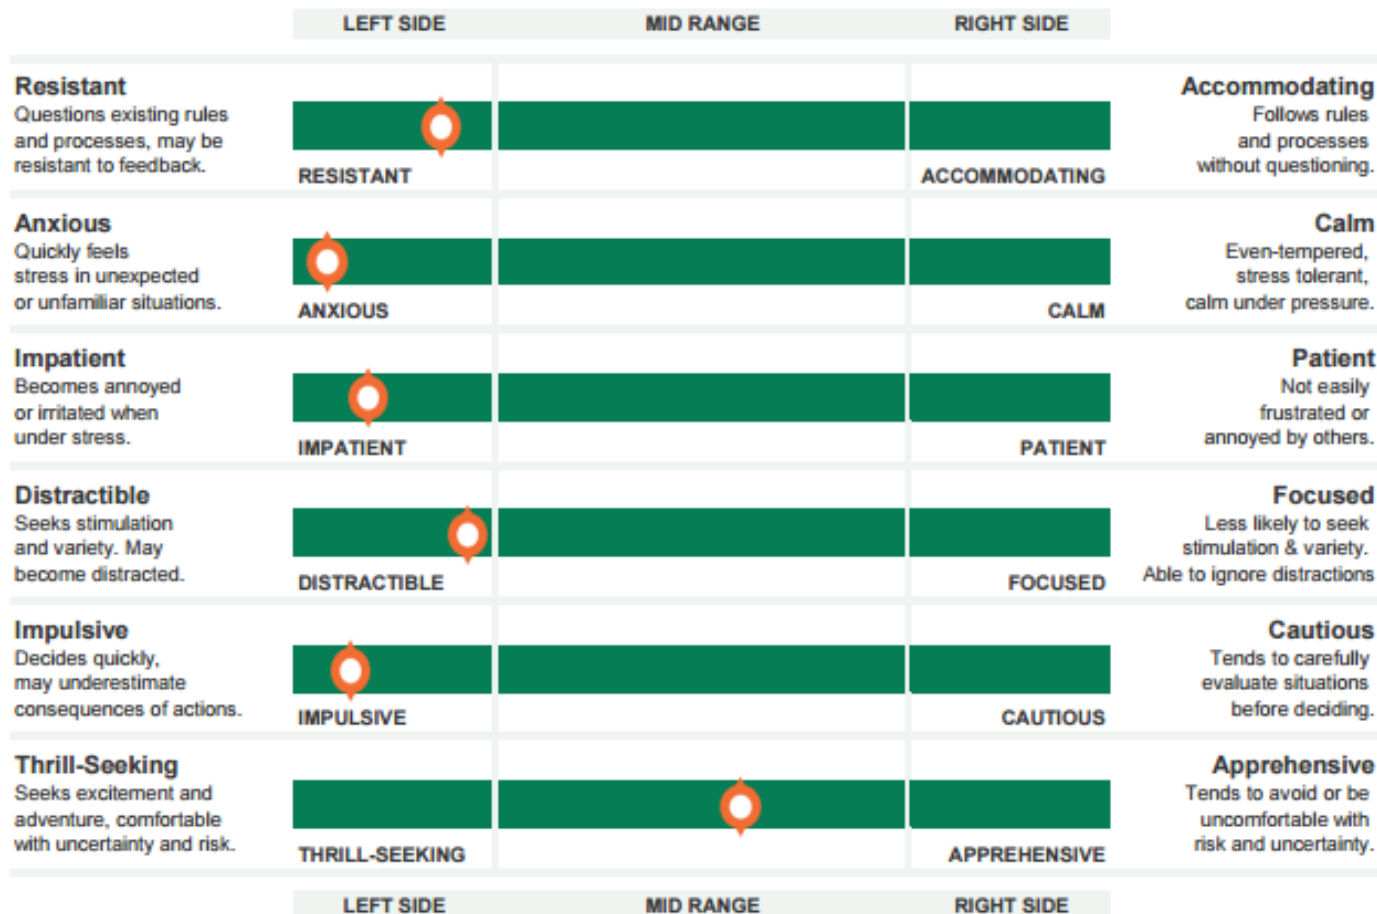 LEFT SIDE MID RANGE RIGHT SIDE
Resistant
Questions existing rules
and processes, may be
resistant to feedback.
RESISTANT
ACCOMMODATING
Accommodating
Follows rules
and processes
without questioning.
Anxious
Quickly feels
stress in unexpected
or unfamiliar situations.
ANXIOUS
CALM
Calm
Even-tempered,
stress tolerant,
calm under pressure.
Impatient
Becomes annoyed
or irritated when
under stress.
IMPATIENT
PATIENT
Patient
Not easily
frustrated or
annoyed by others.
Distractible
Seeks stimulation
and variety. May
become distracted.
DISTRACTIBLE
FOCUSED
Focused
Less likely to seek
stimulation & variety.
Able to ignore distractions
Impulsive
Decides quickly,
may underestimate
consequences of actions.
IMPULSIVE
CAUTIOUS
Cautious
Tends to carefully
evaluate situations
before deciding.
Thrill-Seeking
Seeks excitement and
adventure, comfortable
with uncertainty and risk.
THRILL-SEEKING
APPREHENSIVE
Apprehensive
Tends to avoid or be
uncomfortable with
risk and uncertainty.
LEFT SIDE MID RANGE RIGHT SIDE